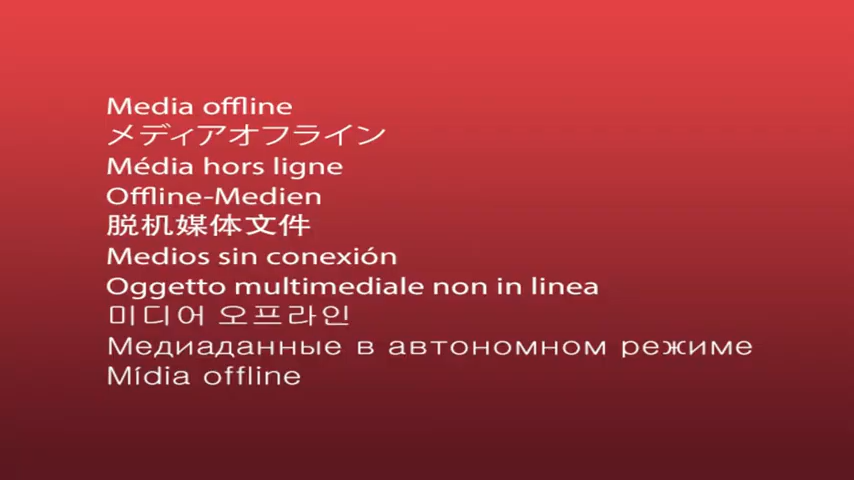 Media offline
メディアオフライン
Média hors ligne
Offline-Medien
脱机媒体文件
Medios sin conexión
Oggetto multimediale non in linea
미디어 오프라인
Медиаданные в автономном режиме
Mídia offline